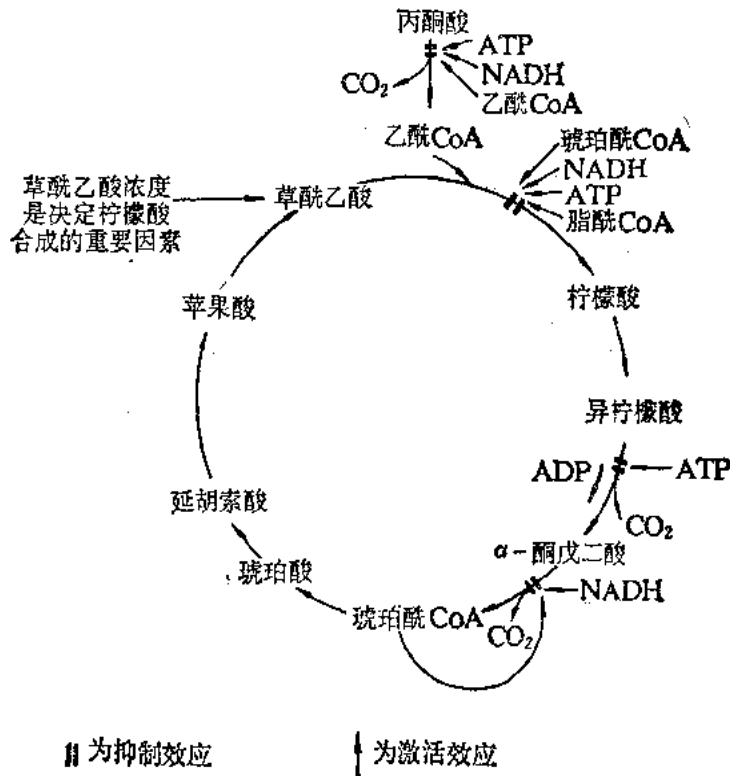 丙酮酸
ATP
NADH
乙酰CoA
CO₂
乙酰CoA
琥珀酰CoA
NADH
ATP
脂酰CoA
草酰乙酸浓度
是决定柠檬酸
合成的重要因素
草酰乙酸
柠檬酸
苹果酸
异柠檬酸
ADP
ATP
CO₂
延胡索酸
α-酮戊二酸
琥珀酸
NADH
琥珀酰CoA
CO₂
为抑制效应
为激活效应